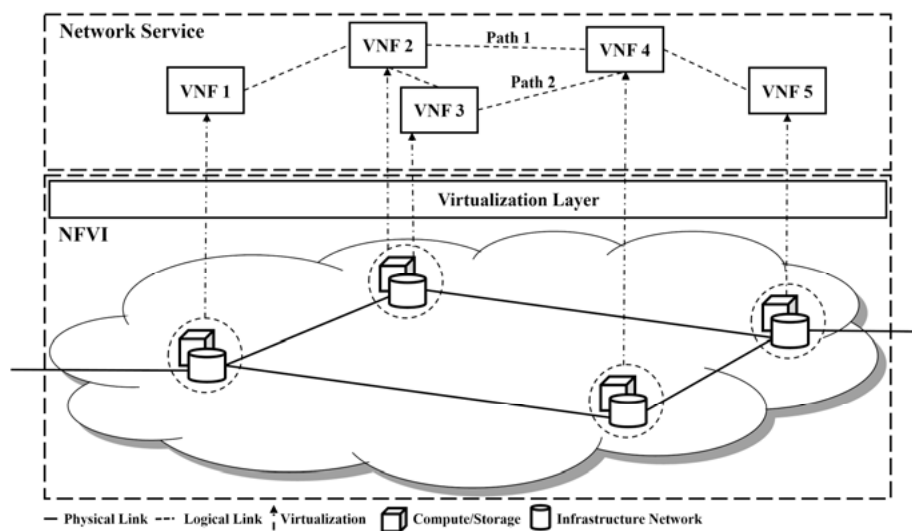 Network Service
VNF 1
VNF 2
VNF 3
VNF 4
VNF 5
Path 1
Path 2
Virtualization Layer
NFVI
Physical Link
Logical Link
Virtualization
Compute/Storage
Infrastructure Network